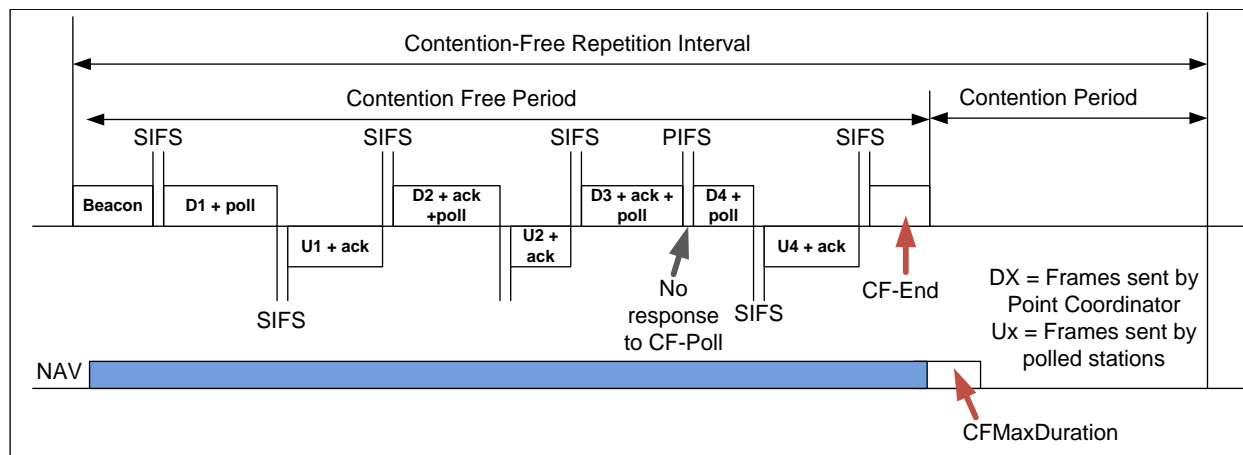 Contention-Free Repetition Interval
Contention Free Period
Contention Period
SIFS
SIFS
SIFS
PIFS
SIFS
Beacon
D1 + poll
D2 + ack
+poll
D3 + ack +
poll
D4 +
poll
U1 + ack
U2 +
ack
U4 + ack
SIFS
No
response
to CF-Poll
SIFS
CF-End
DX = Frames sent by
Point Coordinator
Ux = Frames sent by
polled stations
NAV
CFMaxDuration